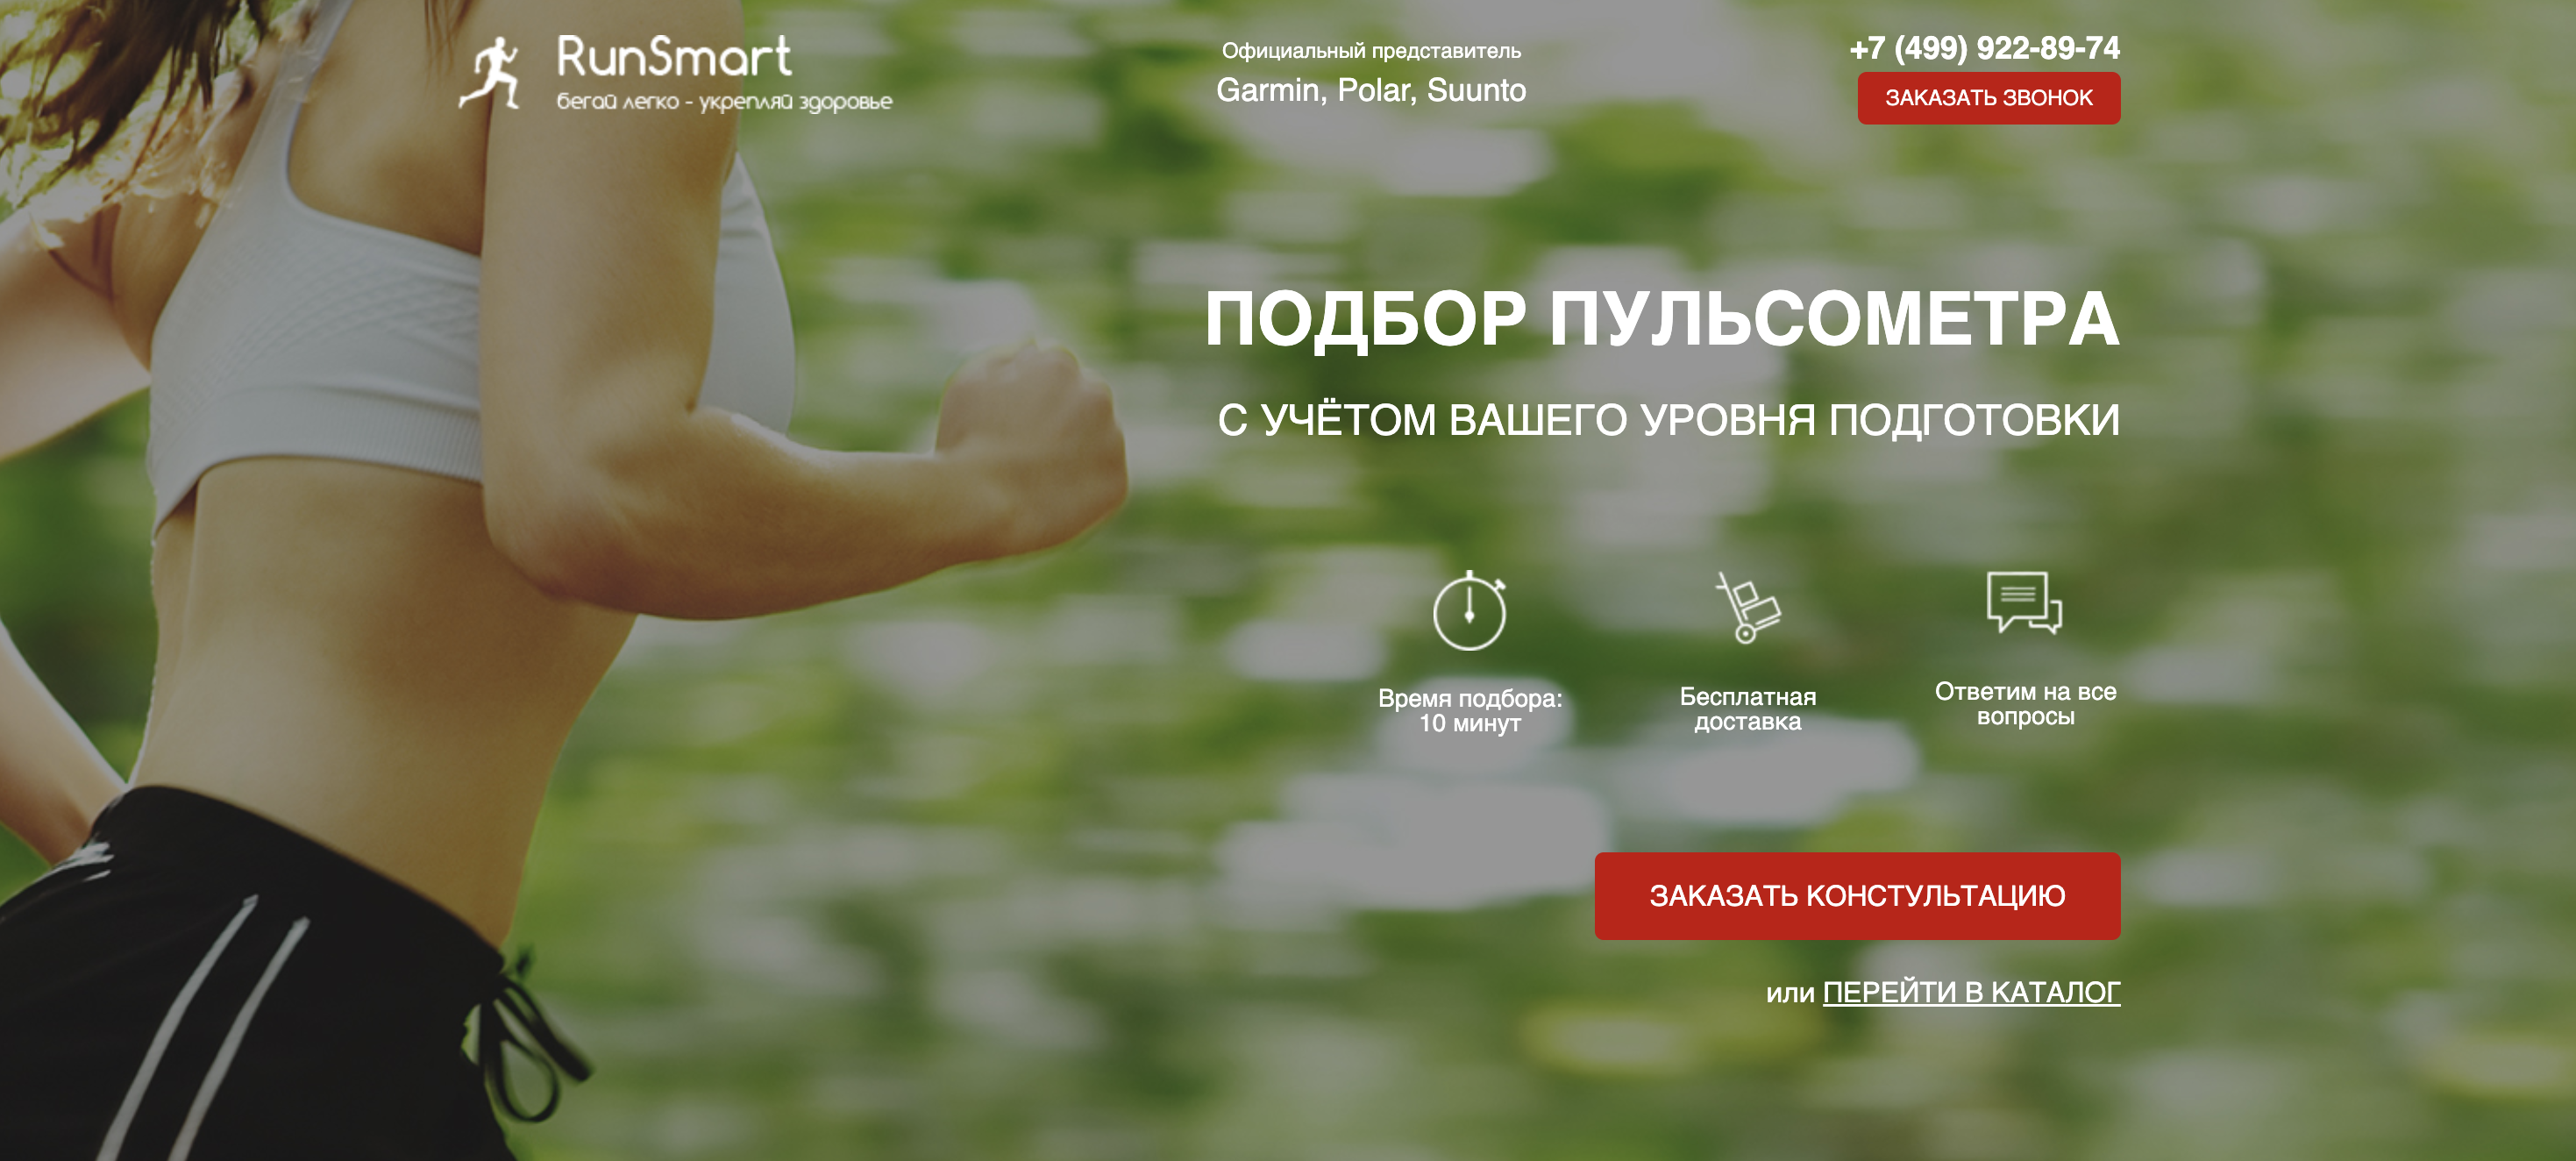 RunSmart
бегай легко - укрепляй здоровье
Официальный представитель
Garmin, Polar, Suunto
+7 (499) 922-89-74
ЗАКАЗАТЬ ЗВОНОК
ПОДБОР ПУЛЬСОМЕТРА
С УЧЁТОМ ВАШЕГО УРОВНЯ ПОДГОТОВКИ
Время подбора:
10 минут
Бесплатная
доставка
Ответим на все
вопросы
ЗАКАЗАТЬ КОНСТУЛЬТАЦИЮ
или ПЕРЕЙТИ В КАТАЛОГ